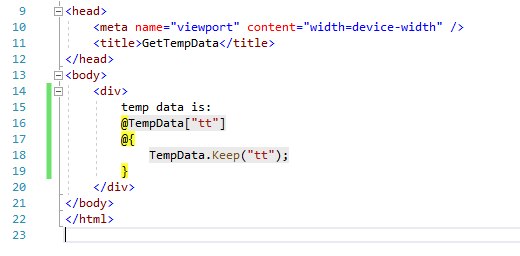 9 <head>
10 <meta name="viewport" content="width=device-width" />
11 <title>GetTempData</title>
12 </head>
13 <body>
14 <div>
15 temp data is:
16 @TempData["tt"]
17 @{
18 TempData.Keep("tt");
19 }
20 </div>
21 </body>
22 </html>
23